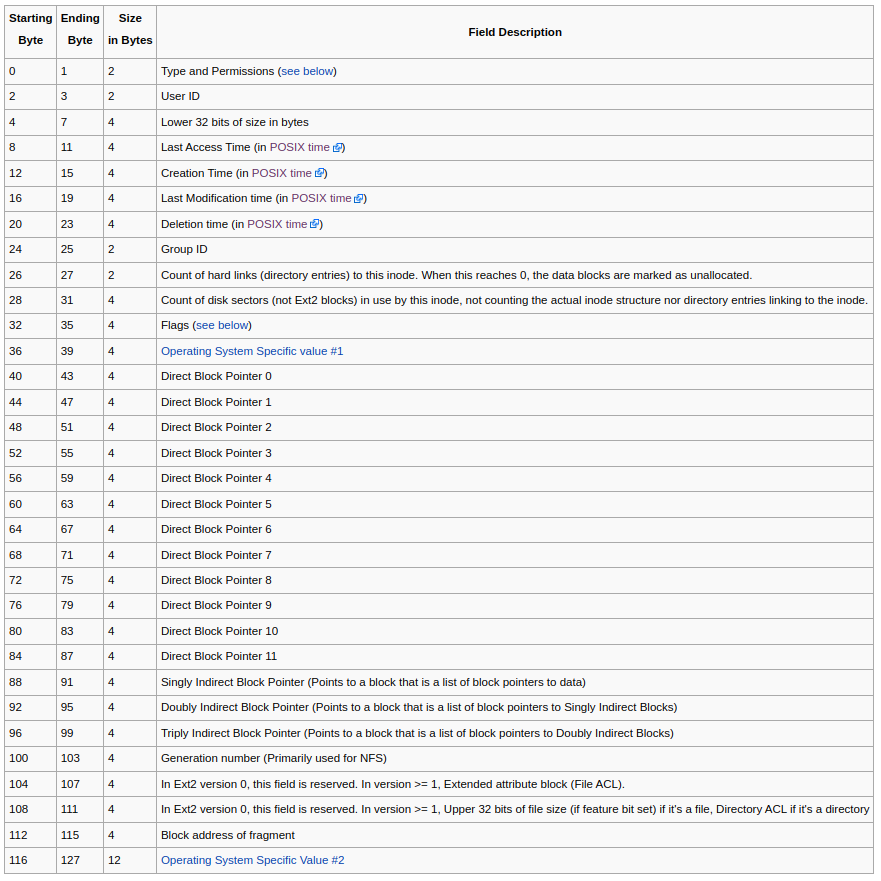 Starting Byte Ending Byte Size in Bytes Field Description
0 1 2 Type and Permissions (see below)
2 3 2 User ID
4 7 4 Lower 32 bits of size in bytes
8 11 4 Last Access Time (in POSIX time)
12 15 4 Creation Time (in POSIX time)
16 19 4 Last Modification time (in POSIX time)
20 23 4 Deletion time (in POSIX time)
24 25 2 Group ID
26 27 2 Count of hard links (directory entries) to this inode. When this reaches 0, the data blocks are marked as unallocated.
28 31 4 Count of disk sectors (not Ext2 blocks) in use by this inode, not counting the actual inode structure nor directory entries linking to the inode.
32 35 4 Flags (see below)
36 39 4 Operating System Specific value #1
40 43 4 Direct Block Pointer 0
44 47 4 Direct Block Pointer 1
48 51 4 Direct Block Pointer 2
52 55 4 Direct Block Pointer 3
56 59 4 Direct Block Pointer 4
60 63 4 Direct Block Pointer 5
64 67 4 Direct Block Pointer 6
68 71 4 Direct Block Pointer 7
72 75 4 Direct Block Pointer 8
76 79 4 Direct Block Pointer 9
80 83 4 Direct Block Pointer 10
84 87 4 Direct Block Pointer 11
88 91 4 Singly Indirect Block Pointer (Points to a block that is a list of block pointers to data)
92 95 4 Doubly Indirect Block Pointer (Points to a block that is a list of block pointers to Singly Indirect Blocks)
96 99 4 Triply Indirect Block Pointer (Points to a block that is a list of block pointers to Doubly Indirect Blocks)
100 103 4 Generation number (Primarily used for NFS)
104 107 4 In Ext2 version 0, this field is reserved. In version >= 1, Extended attribute block (File ACL).
108 111 4 In Ext2 version 0, this field is reserved. In version >= 1, Upper 32 bits of file size (if feature bit set) if it's a file, Directory ACL if it's a directory
112 115 4 Block address of fragment
116 127 12 Operating System Specific Value #2